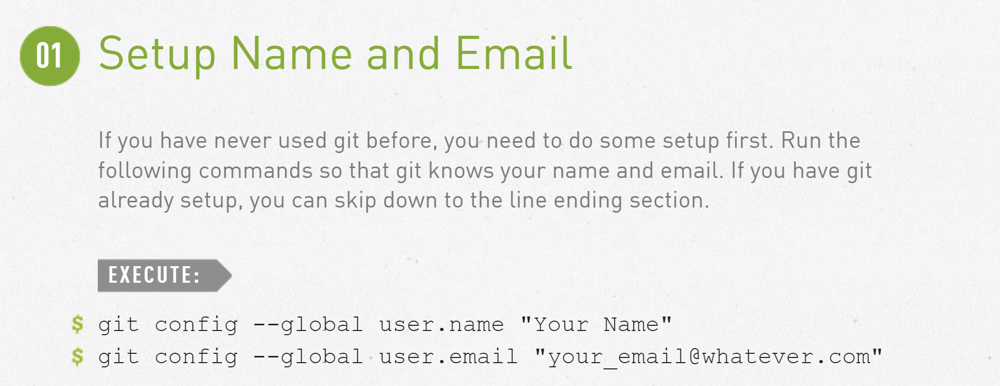 01 Setup Name and Email
If you have never used git before, you need to do some setup first. Run the
following commands so that git knows your name and email. If you have git
already setup, you can skip down to the line ending section.
EXECUTE:
$ git config --global user.name "Your Name"
$ git config --global user.email "your_email@whatever.com"